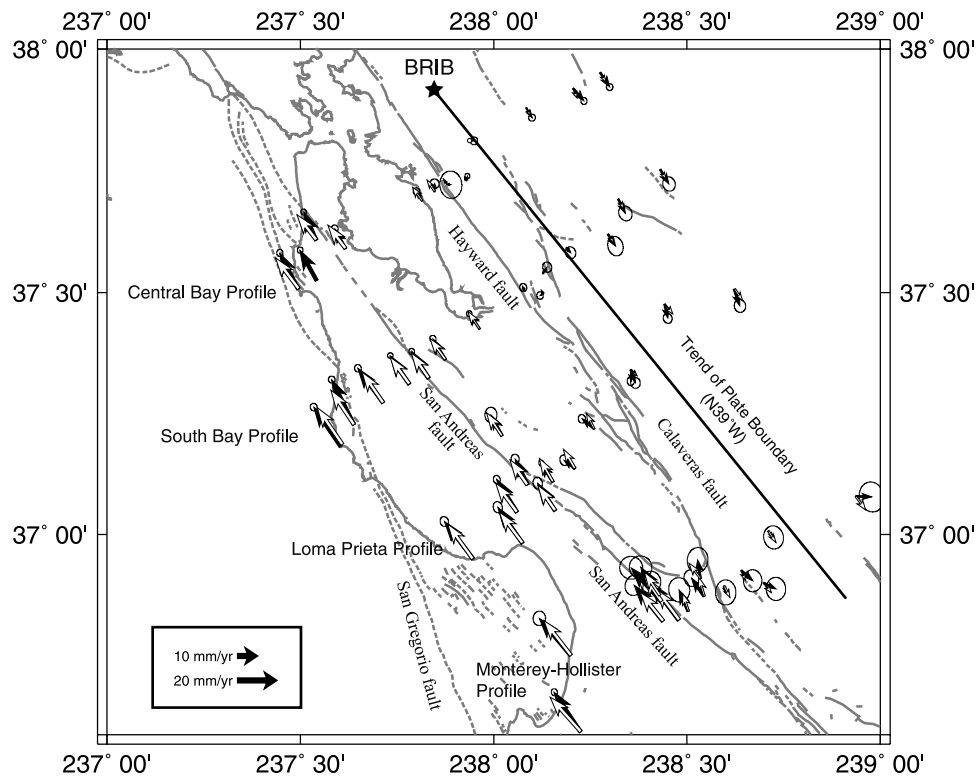 237˚ 00' 237˚ 30' 238˚ 00' 238˚ 30' 239˚ 00'
38˚ 00' 38˚ 00'
BRIB
Hayward fault
37˚ 30' 37˚ 30'
Central Bay Profile
Trend of Plate Boundary
(N39˚W)
San Andreas
fault
South Bay Profile
Calaveras fault
37˚ 00' 37˚ 00'
Loma Prieta Profile
San Andreas fault
San Gregorio fault
10 mm/yr
20 mm/yr
Monterey-Hollister
Profile
237˚ 00' 237˚ 30' 238˚ 00' 238˚ 30' 239˚ 00'